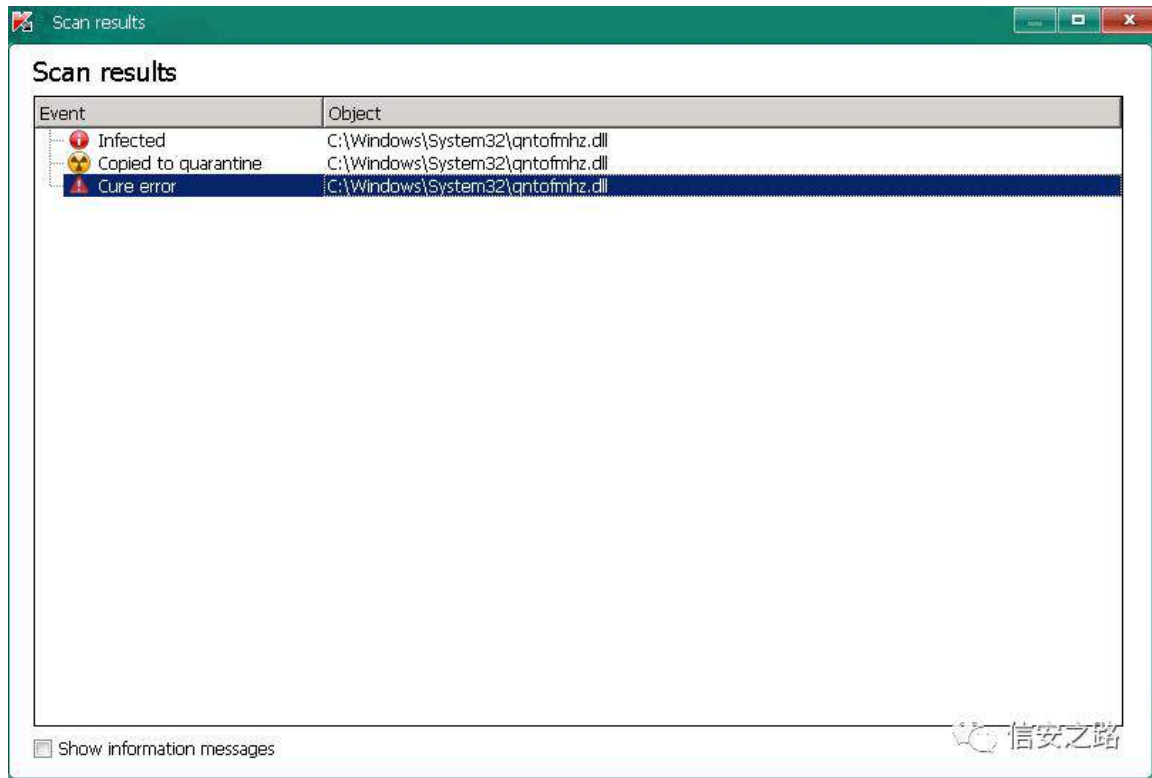 Scan results
Scan results
Event Object
Infected C:\Windows\System32\qntofmhz.dll
Copied to quarantine C:\Windows\System32\qntofmhz.dll
Cure error C:\Windows\System32\qntofmhz.dll
Show information messages
信安之路